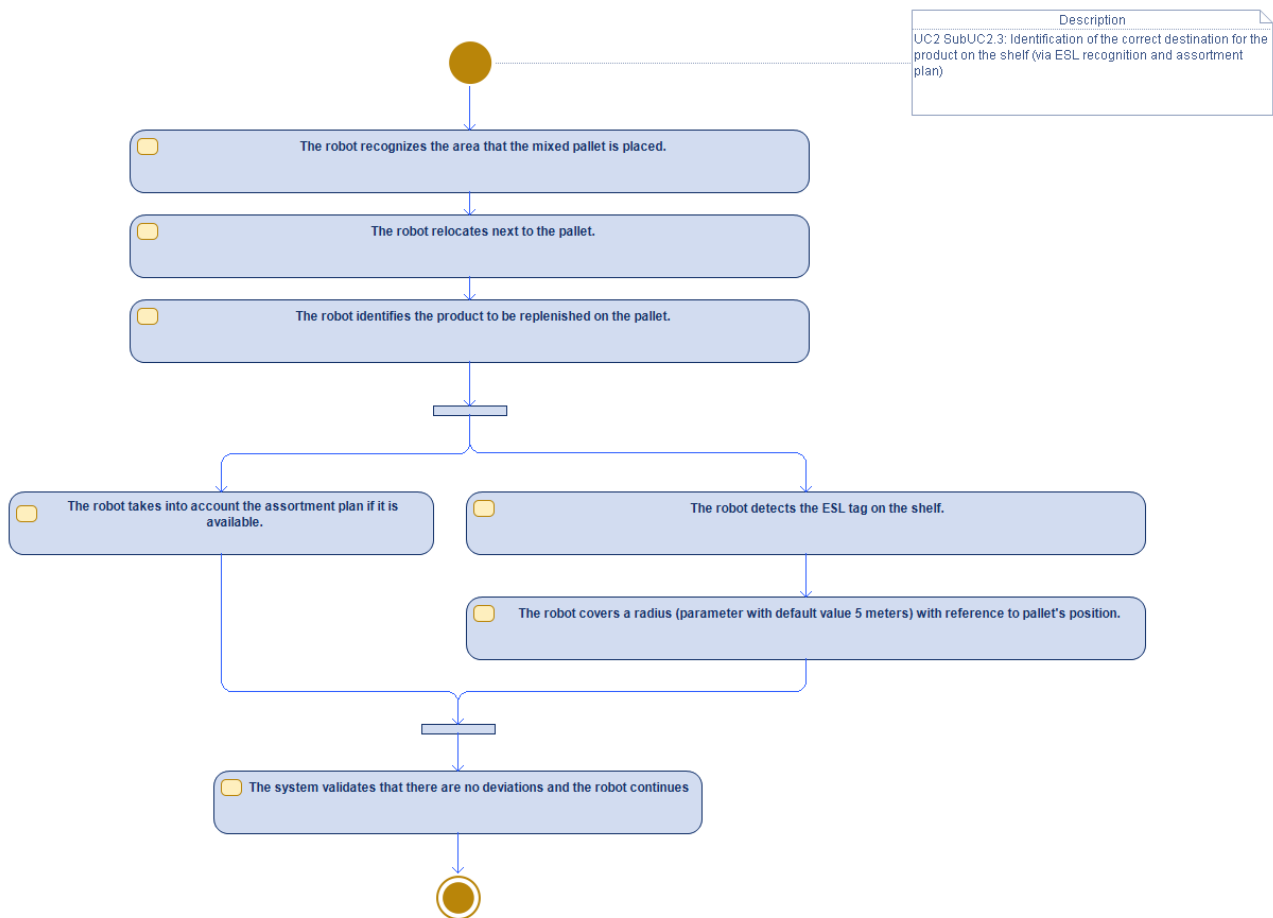 Description
UC2 SubUC2.3: Identification of the correct destination for the
product on the shelf (via ESL recognition and assortment
plan)
The robot recognizes the area that the mixed pallet is placed.
The robot relocates next to the pallet.
The robot identifies the product to be replenished on the pallet.
The robot takes into account the assortment plan if it is
available.
The robot detects the ESL tag on the shelf.
The robot covers a radius (parameter with default value 5 meters) with reference to pallet's position.
The system validates that there are no deviations and the robot continues